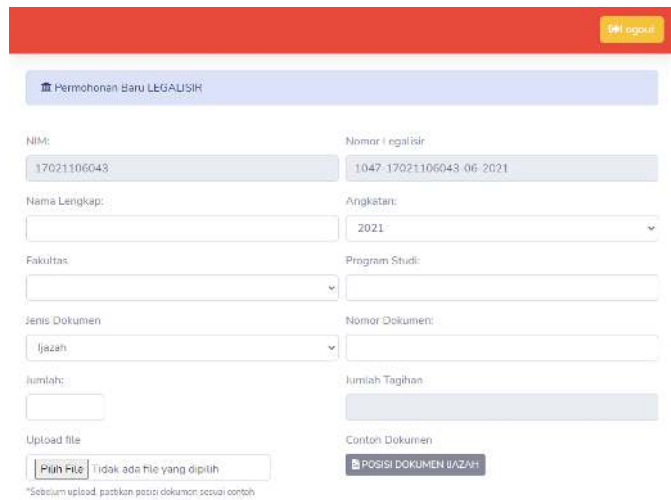 Logout
Permohonan Baru LEGALISIR
NIM:
Nomor Legalisir
17021106043
1047-17021106043-06-2021
Nama Lengkap:
Angkatan:
2021
Fakultas
Program Studi:
Jenis Dokumen
Nomor Dokumen:
Ijazah
Jumlah:
Jumlah Tagihan
Upload file
Contoh Dokumen
Pilih File Tidak ada file yang dipilih
POSISI DOKUMEN IJAZAH
*Sebelum upload, pastikan posisi dokumen sesuai contoh